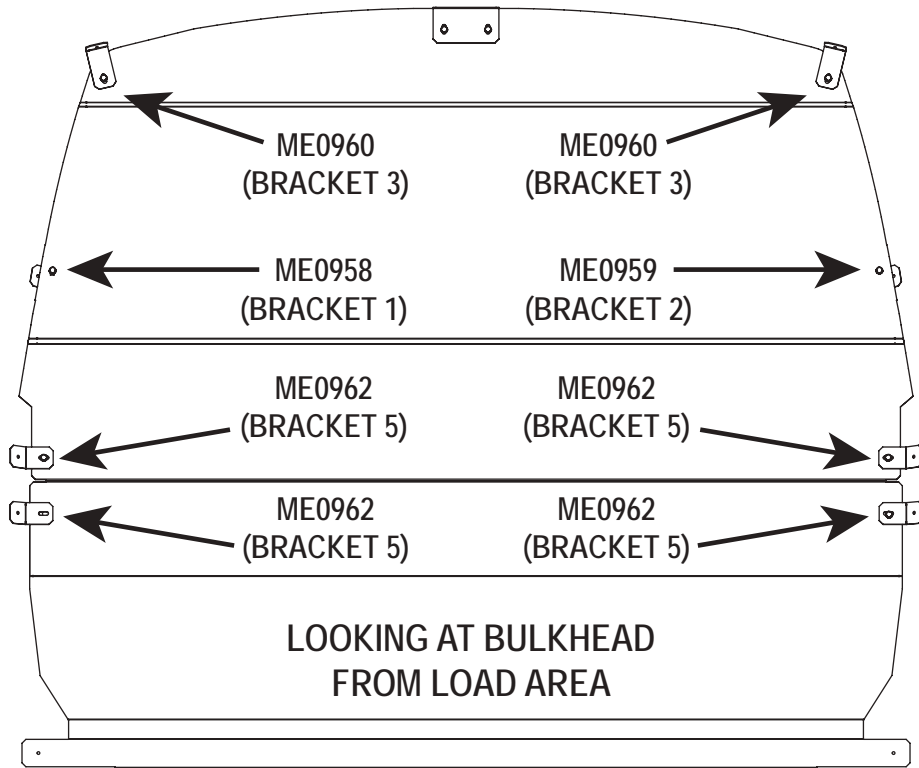 ME0960
(BRACKET 3)
ME0960
(BRACKET 3)
ME0958
(BRACKET 1)
ME0959
(BRACKET 2)
ME0962
(BRACKET 5)
ME0962
(BRACKET 5)
ME0962
(BRACKET 5)
ME0962
(BRACKET 5)
LOOKING AT BULKHEAD
FROM LOAD AREA